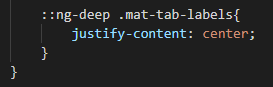 ::ng-deep .mat-tab-labels{
justify-content: center;
}
}